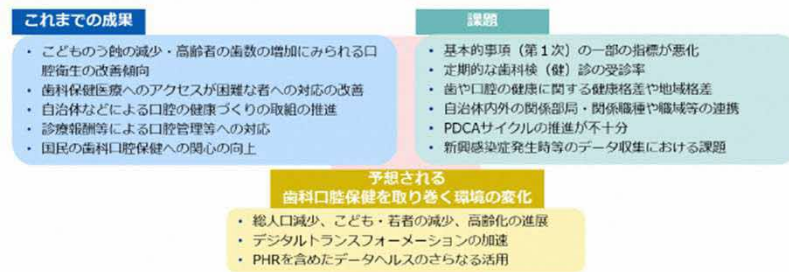 これまでの成果
・ こどものう蝕の減少・高齢者の歯数の増加にみられる口
腔衛生の改善傾向
・ 歯科保健医療へのアクセスが困難な者への対応の改善
・ 自治体などによる口腔の健康づくりの取組の推進
・ 診療報酬等による口腔管理等への対応
・ 国民の歯科口腔保健への関心の向上
課題
・ 基本的事項（第１次）の一部の指標が悪化
・ 定期的な歯科検（健）診の受診率
・ 歯や口腔の健康に関する健康格差や地域格差
・ 自治体内外の関係部局・関係職種や職域等の連携
・ PDCAサイクルの推進が不十分
・ 新興感染症発生時等のデータ収集における課題
予想される
歯科口腔保健を取り巻く環境の変化
・ 総人口減少、こども・若者の減少、高齢化の進展
・ デジタルトランスフォーメーションの加速
・ PHRを含めたデータヘルスのさらなる活用